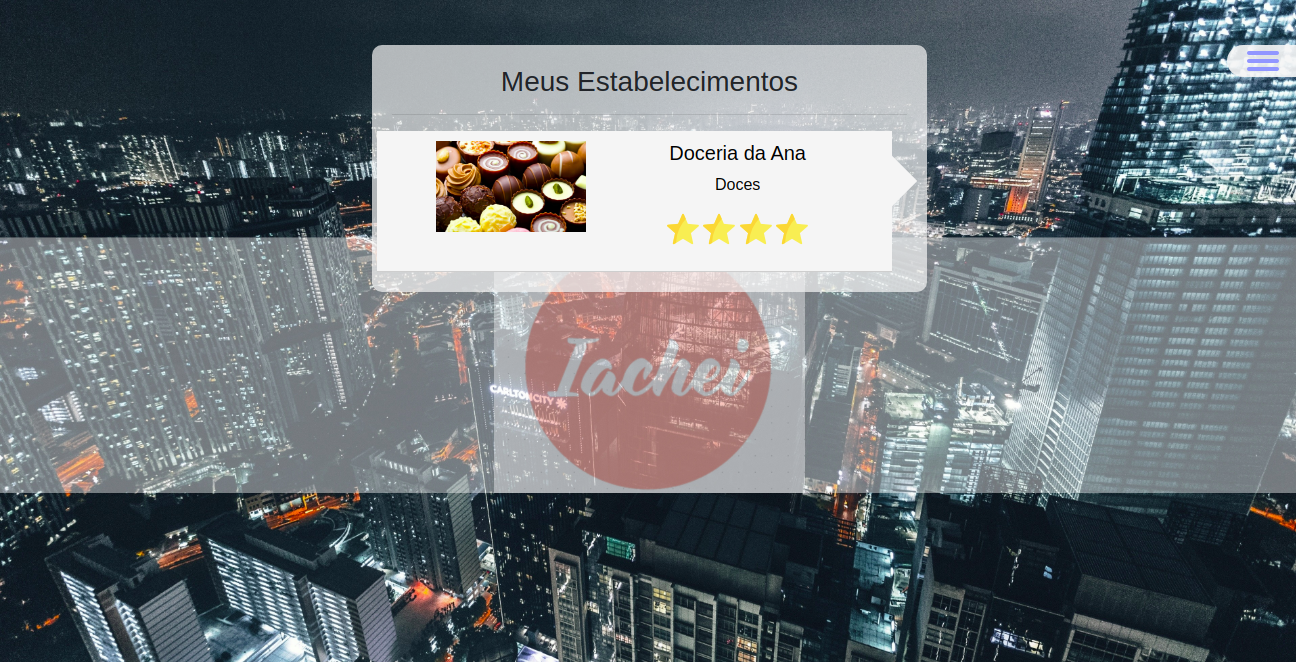 Meus Estabelecimentos
Doceria da Ana
Doces
Iachei
CARLTON CITY